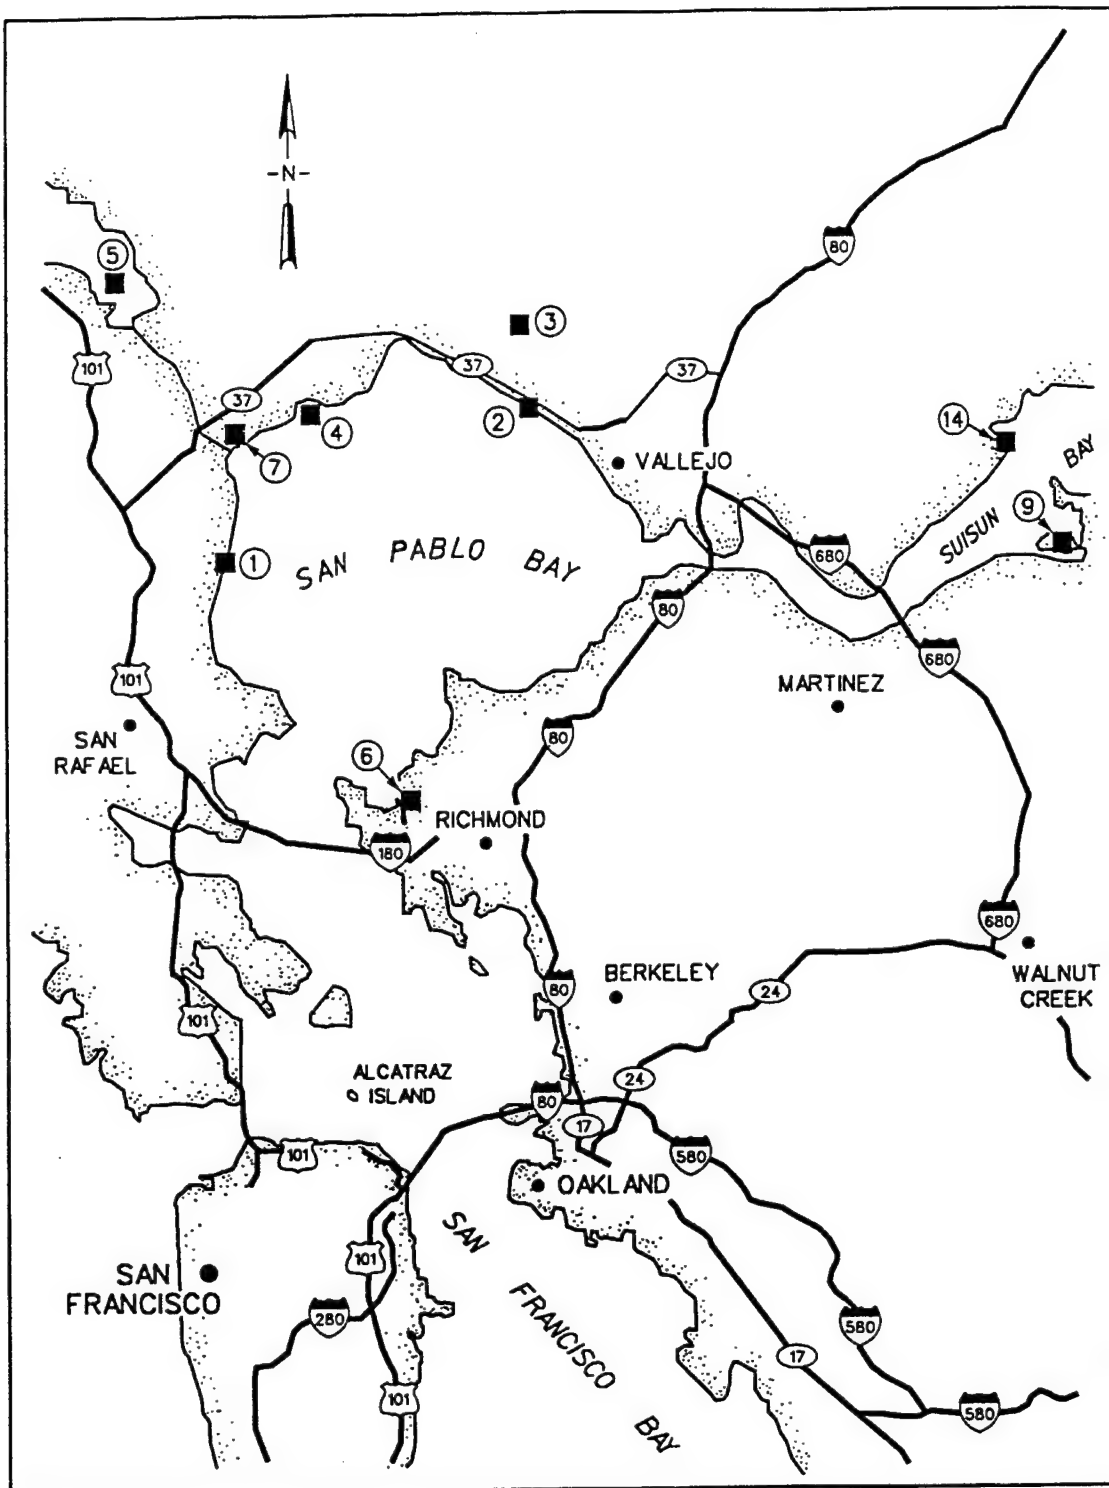 -N-
80
5
3
101
37
37
37
4
2
7
14
VALLEJO
SUISUN BAY
9
1
SAN PABLO BAY
680
80
680
101
MARTINEZ
SAN
RAFAEL
80
6
RICHMOND
180
680
WALNUT
CREEK
BERKELEY
80
24
101
ALCATRAZ
ISLAND
24
80
17
101
580
OAKLAND
SAN FRANCISCO BAY
101
SAN
FRANCISCO
280
580
17
101
580